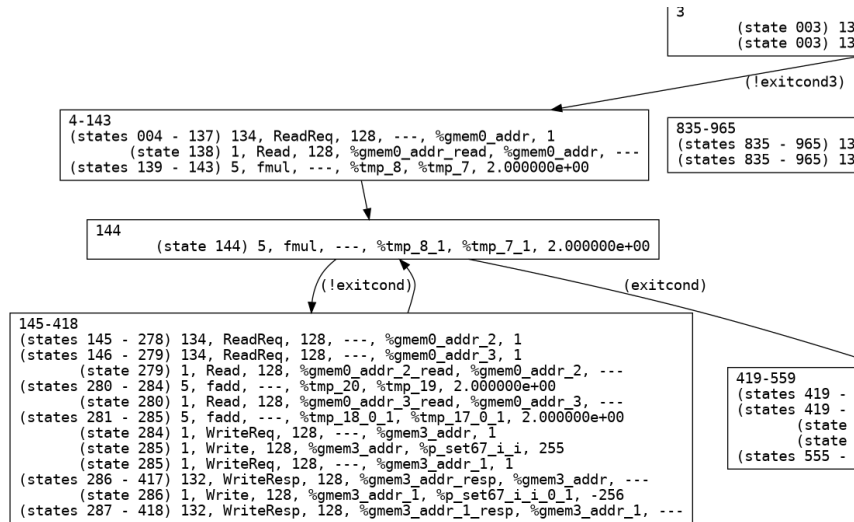 3
(state 003) 13
(state 003) 13
(!exitcond3)
4-143
(states 004 - 137) 134, ReadReq, 128, ---, %gmem0_addr, 1
(state 138) 1, Read, 128, %gmem0_addr_read, %gmem0_addr, ---
(states 139 - 143) 5, fmul, ---, %tmp_8, %tmp_7, 2.000000e+00
835-965
(states 835 - 965) 13
(states 835 - 965) 13
144
(state 144) 5, fmul, ---, %tmp_8_1, %tmp_7_1, 2.000000e+00
(!exitcond)
(exitcond)
145-418
(states 145 - 278) 134, ReadReq, 128, ---, %gmem0_addr_2, 1
(states 146 - 279) 134, ReadReq, 128, ---, %gmem0_addr_3, 1
(state 279) 1, Read, 128, %gmem0_addr_2_read, %gmem0_addr_2, ---
(states 280 - 284) 5, fadd, ---, %tmp_20, %tmp_19, 2.000000e+00
(state 280) 1, Read, 128, %gmem0_addr_3_read, %gmem0_addr_3, ---
(states 281 - 285) 5, fadd, ---, %tmp_18_0_1, %tmp_17_0_1, 2.000000e+00
(state 284) 1, WriteReq, 128, ---, %gmem3_addr, 1
(state 285) 1, Write, 128, %gmem3_addr, %p_set67_i_i, 255
(state 285) 1, WriteReq, 128, ---, %gmem3_addr_1, 1
(states 286 - 417) 132, WriteResp, 128, %gmem3_addr_resp, %gmem3_addr, ---
(state 286) 1, Write, 128, %gmem3_addr_1, %p_set67_i_i_0_1, -256
(states 287 - 418) 132, WriteResp, 128, %gmem3_addr_1_resp, %gmem3_addr_1, ---
419-559
(states 419 -
(states 419 -
(state
(state
(states 555 -